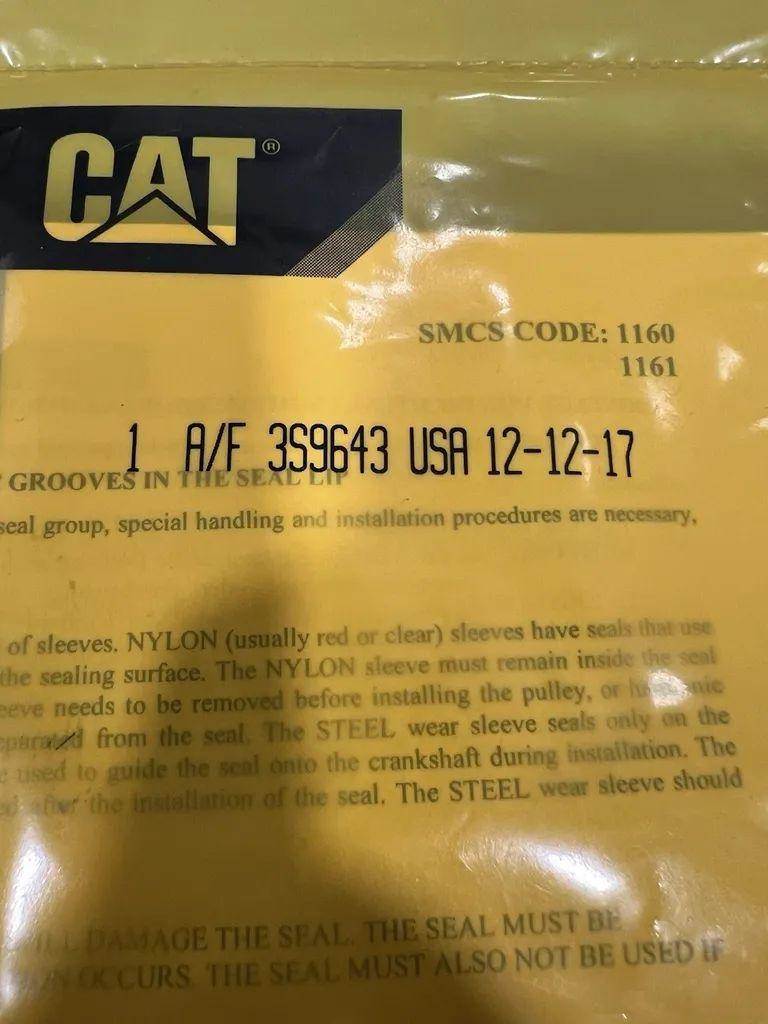 CAT®
SMCS CODE: 1160
1161
1 A/F 3S9643 USA 12-12-17
GROOVES IN THE SEAL LIP
seal group, special handling and installation procedures are necessary,
of sleeves. NYLON (usually red or clear) sleeves have seals that use
the sealing surface. The NYLON sleeve must remain inside the seal
needs to be removed before installing the pulley, or
from the seal. The STEEL wear sleeve seals only on the
used to guide the seal onto the crankshaft during installation. The
after the installation of the seal. The STEEL wear sleeve should
DAMAGE THE SEAL. THE SEAL MUST BE
OCCURS. THE SEAL MUST ALSO NOT BE USED IF